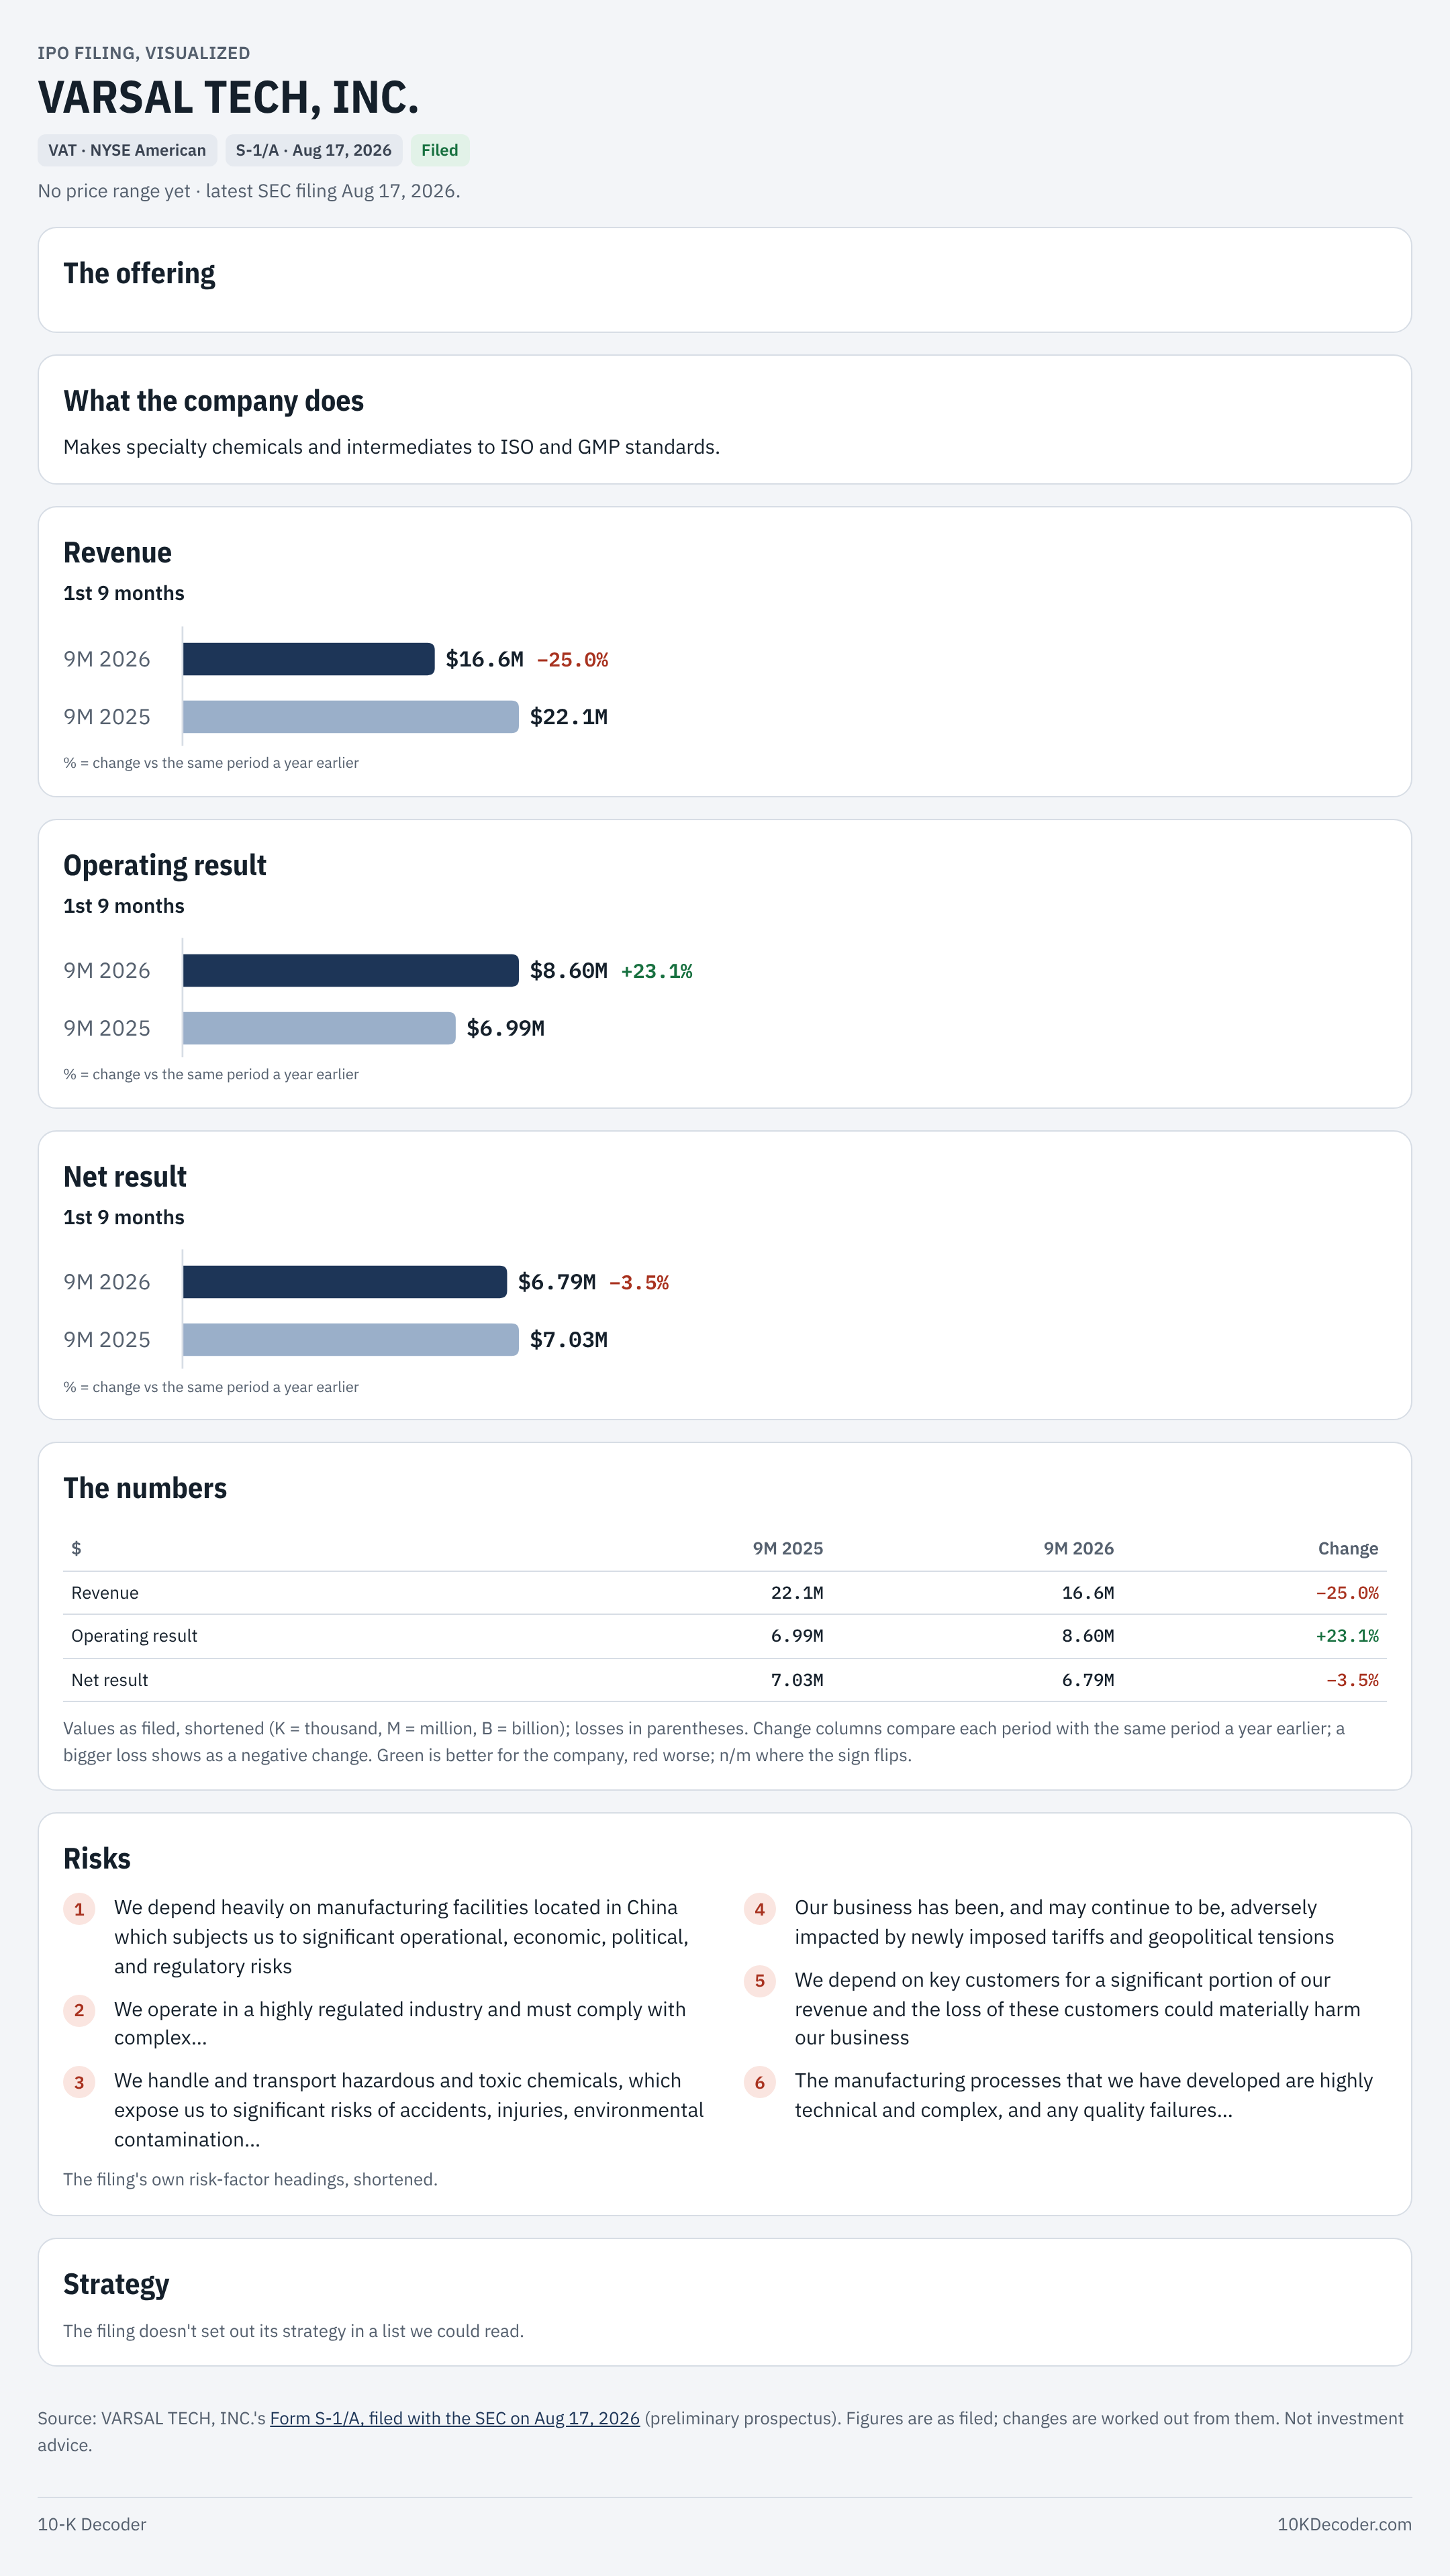 IPO FILING, VISUALIZED
VARSAL TECH, INC.
VAT · NYSE American S-1/A · Aug 17, 2026 Filed
No price range yet · latest SEC filing Aug 17, 2026.
The offering
What the company does
Makes specialty chemicals and intermediates to ISO and GMP standards.
Revenue
1st 9 months
9M 2026 $16.6M −25.0%
9M 2025 $22.1M
% = change vs the same period a year earlier
Operating result
1st 9 months
9M 2026 $8.60M +23.1%
9M 2025 $6.99M
% = change vs the same period a year earlier
Net result
1st 9 months
9M 2026 $6.79M −3.5%
9M 2025 $7.03M
% = change vs the same period a year earlier
The numbers
$ 9M 2025 9M 2026 Change
Revenue 22.1M 16.6M −25.0%
Operating result 6.99M 8.60M +23.1%
Net result 7.03M 6.79M −3.5%
Values as filed, shortened (K = thousand, M = million, B = billion); losses in parentheses. Change columns compare each period with the same period a year earlier; a
bigger loss shows as a negative change. Green is better for the company, red worse; n/m where the sign flips.
Risks
1 We depend heavily on manufacturing facilities located in China
which subjects us to significant operational, economic, political,
and regulatory risks
2 We operate in a highly regulated industry and must comply with
complex…
3 We handle and transport hazardous and toxic chemicals, which
expose us to significant risks of accidents, injuries, environmental
contamination…
4 Our business has been, and may continue to be, adversely
impacted by newly imposed tariffs and geopolitical tensions
5 We depend on key customers for a significant portion of our
revenue and the loss of these customers could materially harm
our business
6 The manufacturing processes that we have developed are highly
technical and complex, and any quality failures…
The filing's own risk-factor headings, shortened.
Strategy
The filing doesn't set out its strategy in a list we could read.
Source: VARSAL TECH, INC.'s Form S-1/A, filed with the SEC on Aug 17, 2026 (preliminary prospectus). Figures are as filed; changes are worked out from them. Not investment
advice.
10-K Decoder 10KDecoder.com